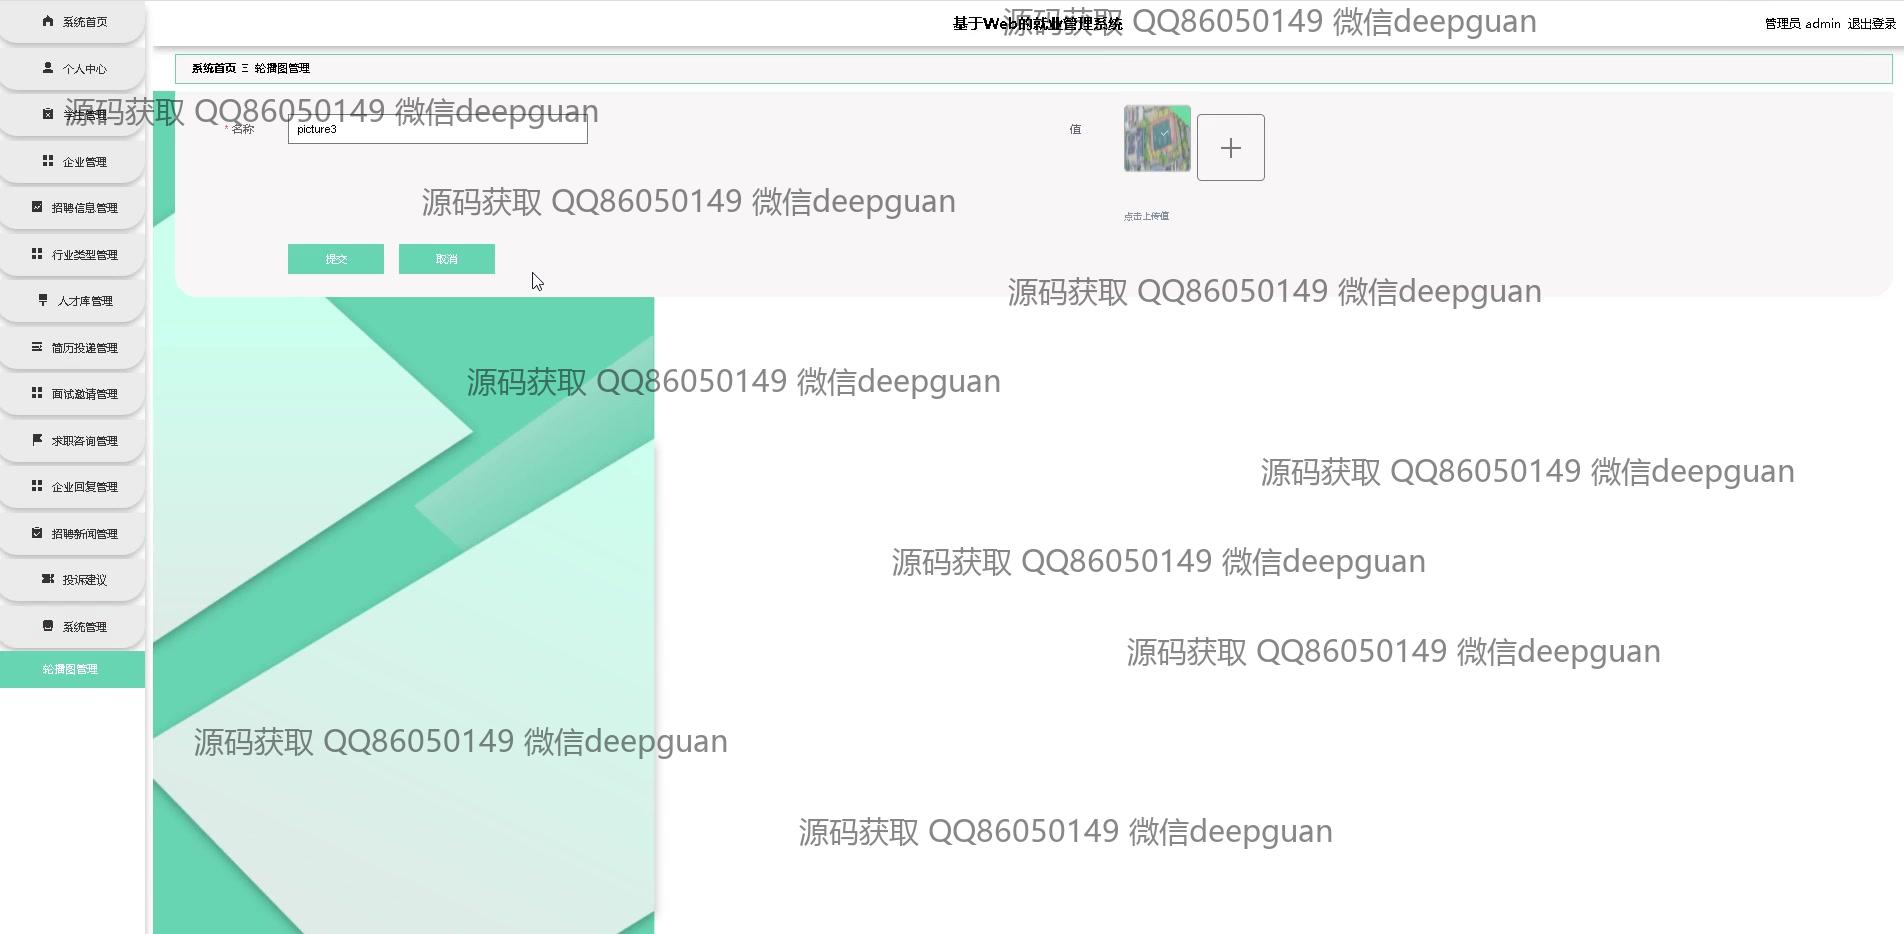 基于Web的就业管理系统
管理员 admin 退出登录
源码获取 QQ86050149 微信deepguan
系统首页
个人中心
学生管理
企业管理
招聘信息管理
行业类型管理
人才库管理
简历投递管理
面试邀请管理
求职咨询管理
企业回复管理
招聘新闻管理
投诉建议
系统管理
轮播图管理
系统首页 Ξ 轮播图管理
源码获取 QQ86050149 微信deepguan
* 名称
picture3
值
源码获取 QQ86050149 微信deepguan
点击上传值
提交
取消
源码获取 QQ86050149 微信deepguan
源码获取 QQ86050149 微信deepguan
源码获取 QQ86050149 微信deepguan
源码获取 QQ86050149 微信deepguan
源码获取 QQ86050149 微信deepguan
源码获取 QQ86050149 微信deepguan
源码获取 QQ86050149 微信deepguan